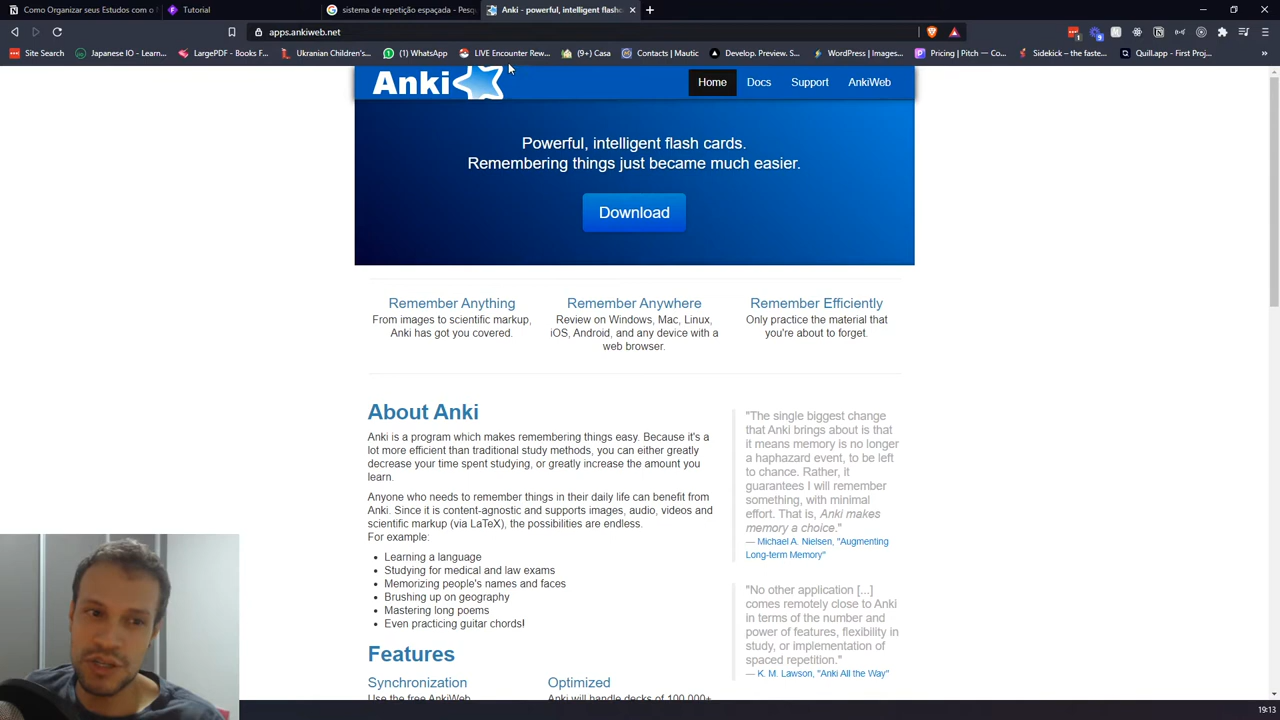 Como Organizar seus Estudos com o
Tutorial
sistema de repetição espaçada - Pesqu
Anki - powerful, intelligent flashc
apps.ankiweb.net
Site Search
Japanese IO - Learn...
LargePDF - Books F...
Ukranian Children's...
(1) WhatsApp
LIVE Encounter Rew...
(9+) Casa
Contacts | Mautic
Develop. Preview. S...
WordPress | Images...
Pricing | Pitch — Co...
Sidekick – the faste...
Quill.app - First Proj...
Anki
Home
Docs
Support
AnkiWeb
Powerful, intelligent flash cards.
Remembering things just became much easier.
Download
Remember Anything
From images to scientific markup,
Anki has got you covered.
Remember Anywhere
Review on Windows, Mac, Linux,
iOS, Android, and any device with a
web browser.
Remember Efficiently
Only practice the material that
you're about to forget.
About Anki
Anki is a program which makes remembering things easy. Because it's a
lot more efficient than traditional study methods, you can either greatly
decrease your time spent studying, or greatly increase the amount you
learn.
Anyone who needs to remember things in their daily life can benefit from
Anki. Since it is content-agnostic and supports images, audio, videos and
scientific markup (via LaTeX), the possibilities are endless.
For example:
• Learning a language
• Studying for medical and law exams
• Memorizing people's names and faces
• Brushing up on geography
• Mastering long poems
• Even practicing guitar chords!
Features
Synchronization
Use the free AnkiWeb
Optimized
Anki will handle decks of 100,000+
"The single biggest change
that Anki brings about is that
it means memory is no longer
a haphazard event, to be left
to chance. Rather, it
guarantees I will remember
something, with minimal
effort. That is, Anki makes
memory a choice."
— Michael A. Nielsen, "Augmenting
Long-term Memory"
"No other application [...]
comes remotely close to Anki
in terms of the number and
power of features, flexibility in
study, or implementation of
spaced repetition."
— K. M. Lawson, "Anki All the Way"
19:13